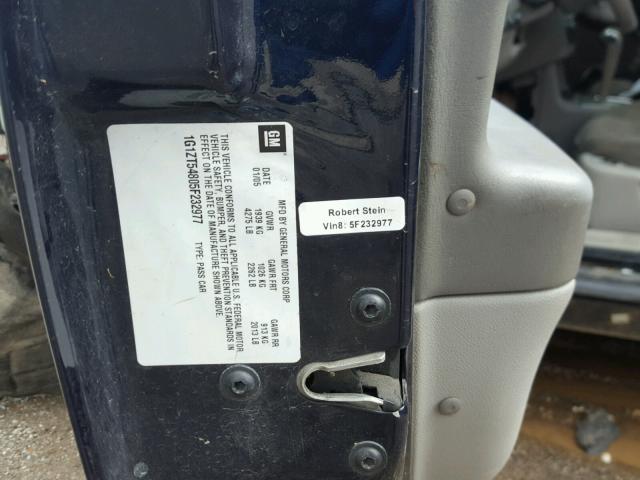 GM
MFD BY GENERAL MOTORS CORP
DATE GVWR GAWR FRT GAWR RR
01/05 1939 KG 1026 KG 913 KG
4275 LB 2262 LB 2013 LB
THIS VEHICLE CONFORMS TO ALL APPLICABLE U.S. FEDERAL MOTOR
VEHICLE SAFETY, BUMPER, AND THEFT PREVENTION STANDARDS IN
EFFECT ON THE DATE OF MANUFACTURE SHOWN ABOVE.
1G1ZT54805F232977 TYPE: PASS CAR
Robert Stein
Vin8: 5F232977